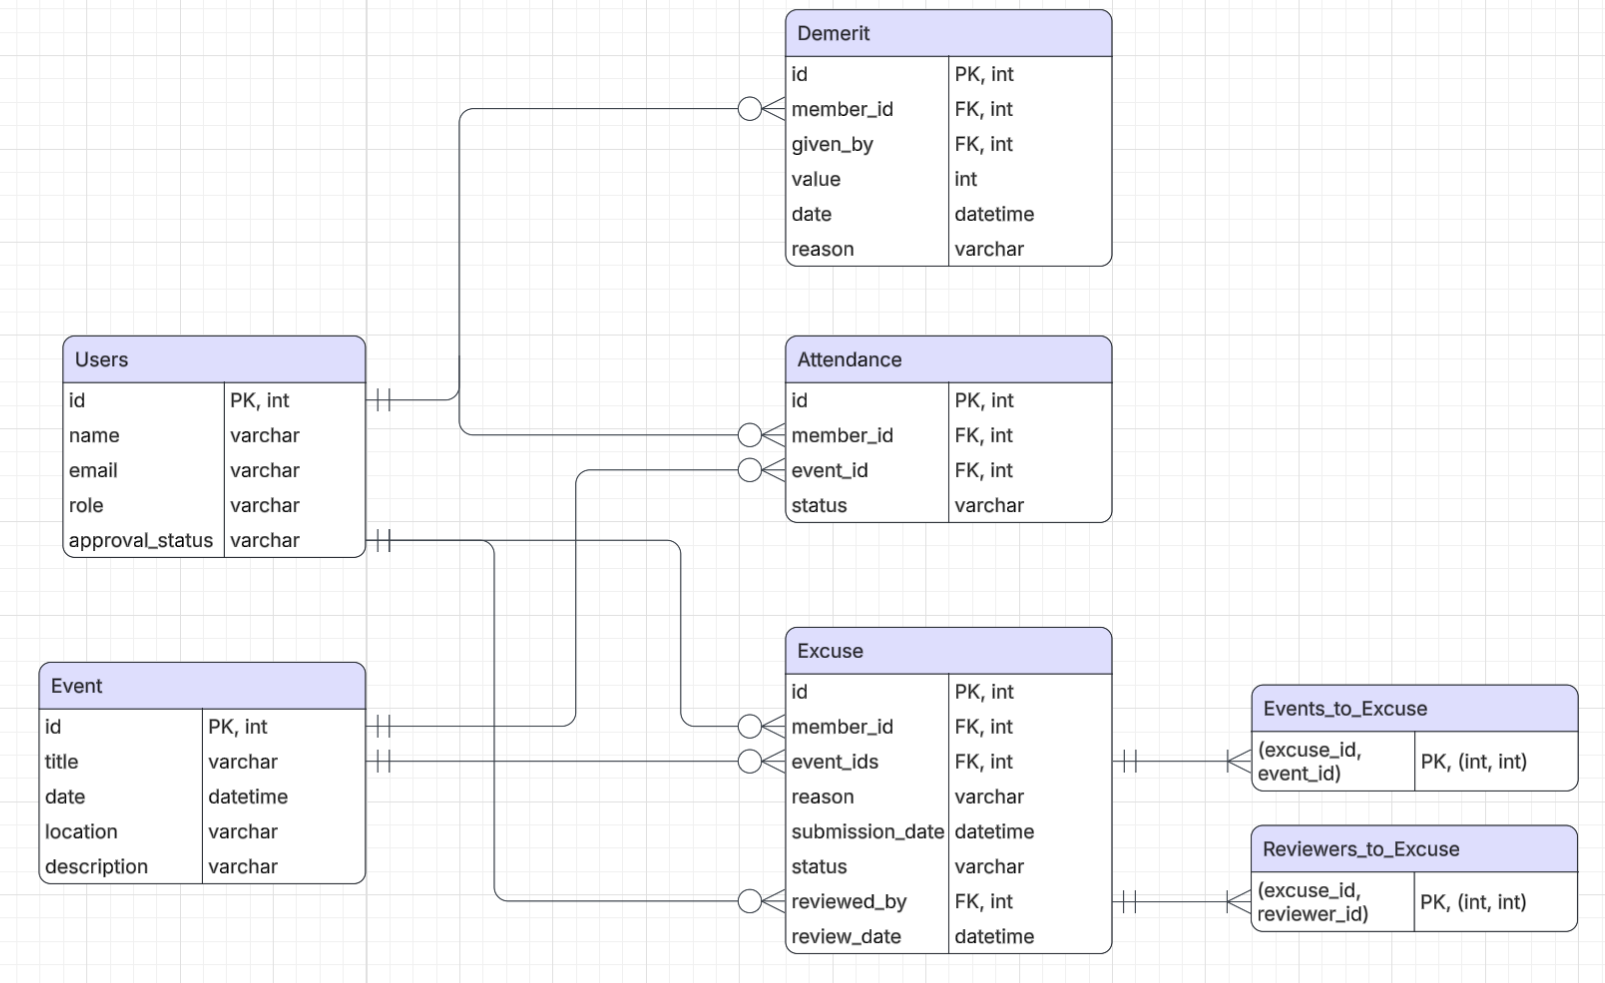 Demerit
id PK, int
member_id FK, int
given_by FK, int
value int
date datetime
reason varchar
Users
id PK, int
name varchar
email varchar
role varchar
approval_status varchar
Attendance
id PK, int
member_id FK, int
event_id FK, int
status varchar
Event
id PK, int
title varchar
date datetime
location varchar
description varchar
Excuse
id PK, int
member_id FK, int
event_ids FK, int
reason varchar
submission_date datetime
status varchar
reviewed_by FK, int
review_date datetime
Events_to_Excuse
(excuse_id,
event_id)
PK, (int, int)
Reviewers_to_Excuse
(excuse_id,
reviewer_id)
PK, (int, int)